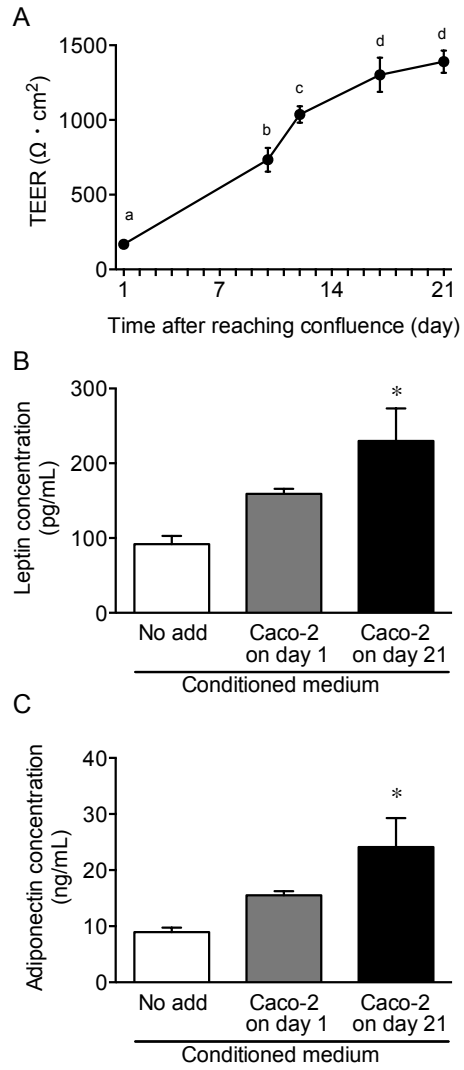 A
TEER (Ω・cm²)
1500
1000
500
0
a
b
c
d
d
1
7
14
21
Time after reaching confluence (day)
B
Leptin concentration
(pg/mL)
300
200
100
0
*
No add
Caco-2
on day 1
Caco-2
on day 21
Conditioned medium
C
Adiponectin concentration
(ng/mL)
40
30
20
10
0
*
No add
Caco-2
on day 1
Caco-2
on day 21
Conditioned medium